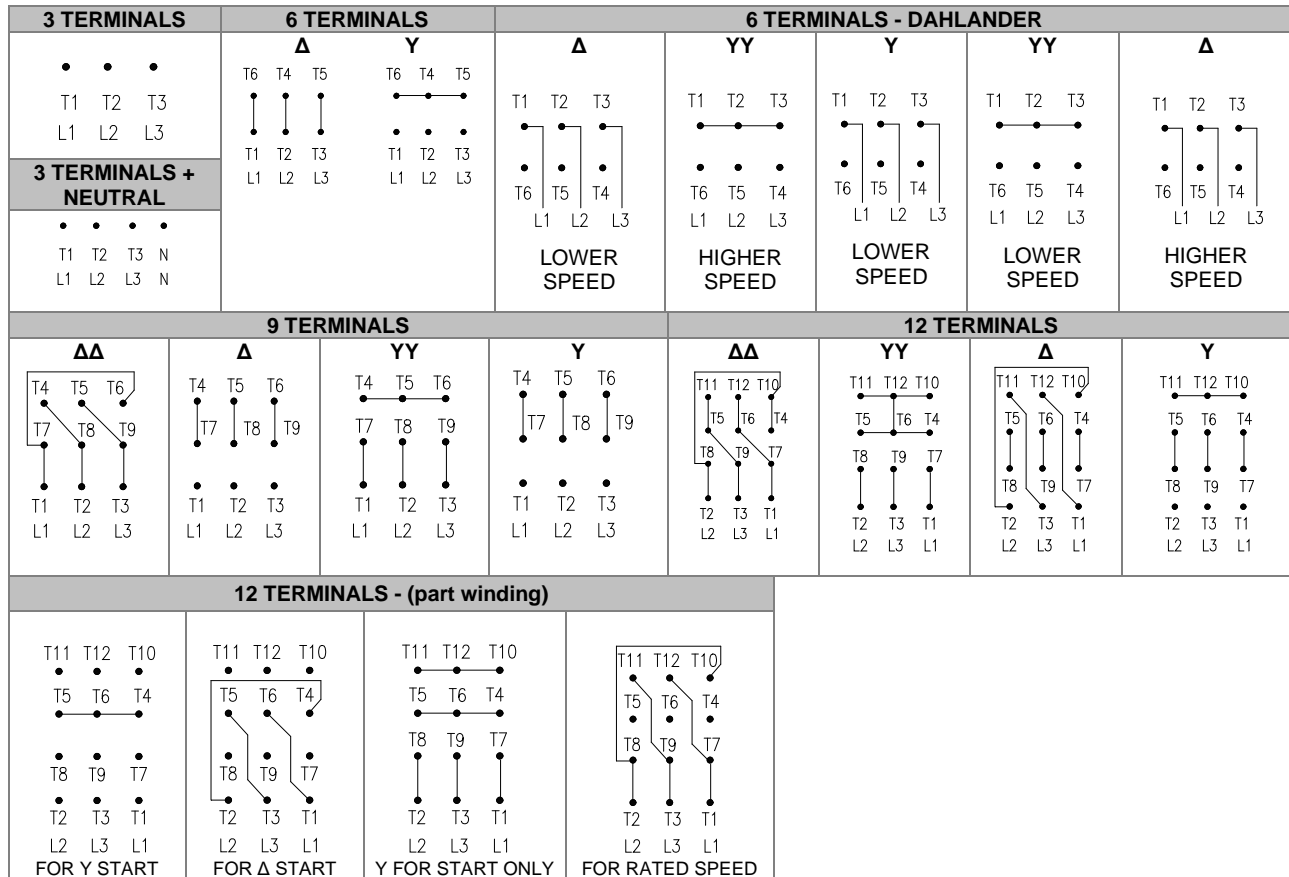 3 TERMINALS
T1 T2 T3
L1 L2 L3
3 TERMINALS +
NEUTRAL
T1 T2 T3 N
L1 L2 L3 N
6 TERMINALS
Δ Y
T6 T4 T5 T6 T4 T5
T1 T2 T3 T1 T2 T3
L1 L2 L3 L1 L2 L3
6 TERMINALS - DAHLANDER
Δ
T1 T2 T3
T6 T5 T4
L1 L2 L3
LOWER
SPEED
YY
T1 T2 T3
T6 T5 T4
L1 L2 L3
HIGHER
SPEED
Y
T1 T2 T3
T6 T5 T4
L1 L2 L3
LOWER
SPEED
YY
T1 T2 T3
T6 T5 T4
L1 L2 L3
LOWER
SPEED
Δ
T1 T2 T3
T6 T5 T4
L1 L2 L3
HIGHER
SPEED
9 TERMINALS
ΔΔ
T4 T5 T6
T7 T8 T9
T1 T2 T3
L1 L2 L3
Δ
T4 T5 T6
T7 T8 T9
T1 T2 T3
L1 L2 L3
YY
T4 T5 T6
T7 T8 T9
T1 T2 T3
L1 L2 L3
Y
T4 T5 T6
T7 T8 T9
T1 T2 T3
L1 L2 L3
12 TERMINALS
ΔΔ
T11 T12 T10
T5 T6 T4
T8 T9 T7
T2 T3 T1
L2 L3 L1
YY
T11 T12 T10
T5 T6 T4
T8 T9 T7
T2 T3 T1
L2 L3 L1
Δ
T11 T12 T10
T5 T6 T4
T8 T9 T7
T2 T3 T1
L2 L3 L1
Y
T11 T12 T10
T5 T6 T4
T8 T9 T7
T2 T3 T1
L2 L3 L1
12 TERMINALS - (part winding)
T11 T12 T10
T5 T6 T4
T8 T9 T7
T2 T3 T1
L2 L3 L1
FOR Y START
T11 T12 T10
T5 T6 T4
T8 T9 T7
T2 T3 T1
L2 L3 L1
FOR Δ START
T11 T12 T10
T5 T6 T4
T8 T9 T7
T2 T3 T1
L2 L3 L1
Y FOR START ONLY
T11 T12 T10
T5 T6 T4
T8 T9 T7
T2 T3 T1
L2 L3 L1
FOR RATED SPEED